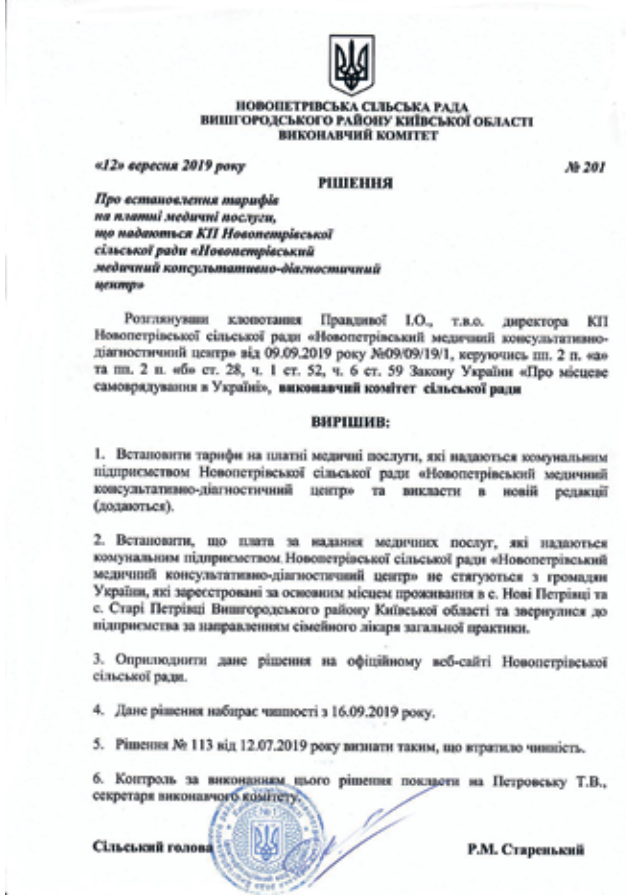 НОВОПЕТРІВСЬКА СІЛЬСЬКА РАДА
ВИШГОРОДСЬКОГО РАЙОНУ КИЇВСЬКОЇ ОБЛАСТІ
ВИКОНАВЧИЙ КОМІТЕТ
«12» вересня 2019 року № 201
РІШЕННЯ
Про встановлення тарифів
на платні медичні послуги,
що надаються КП Новопетрівської
сільської ради «Новопетрівський
медичний консультативно-діагностичний
центр»
Розглянувши клопотання Правдивої І.О., т.в.о. директора КП
Новопетрівської сільської ради «Новопетрівський медичний консультативно-
діагностичний центр» від 09.09.2019 року №09/09/19/1, керуючись пп. 2 п. «а»
та пп. 2 п. «б» ст. 28, ч. 1 ст. 52, ч. 6 ст. 59 Закону України «Про місцеве
самоврядування в Україні», виконавчий комітет сільської ради
ВИРІШИВ:
1. Встановити тарифи на платні медичні послуги, які надаються комунальним
підприємством Новопетрівської сільської ради «Новопетрівський медичний
консультативно-діагностичний центр» та викласти в новій редакції
(додаються).
2. Встановити, що плата за надання медичних послуг, які надаються
комунальним підприємством Новопетрівської сільської ради «Новопетрівський
медичний консультативно-діагностичний центр» не стягуються з громадян
України, які зареєстровані за основним місцем проживання в с. Нові Петрівці та
с. Старі Петрівці Вишгородського району Київської області та звернулися до
підприємства за направленням сімейного лікаря загальної практики.
3. Оприлюднити дане рішення на офіційному веб-сайті Новопетрівської
сільської ради.
4. Дане рішення набирає чинності з 16.09.2019 року.
5. Рішення № 113 від 12.07.2019 року визнати таким, що втратило чинність.
6. Контроль за виконанням цього рішення покласти на Петровську Т.В.,
секретаря виконавчого комітету.
Сільський голова Р.М. Старенький